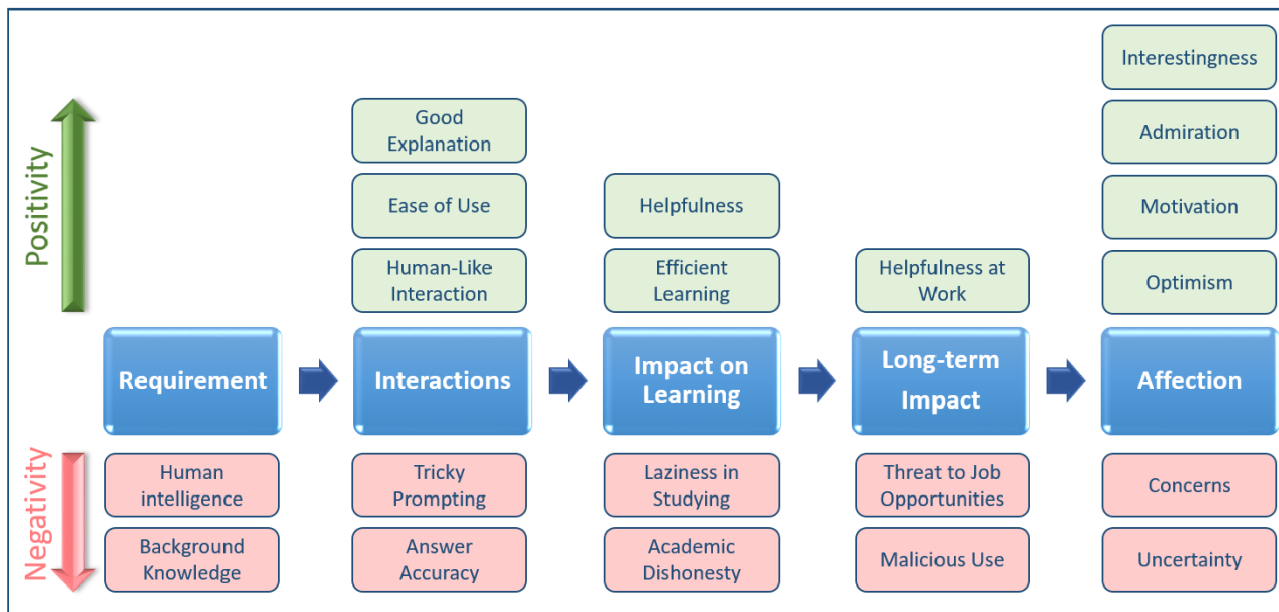 Positivity
Negativity
Good
Explanation
Ease of Use
Human-Like
Interaction
Helpfulness
Efficient
Learning
Helpfulness at
Work
Interestingness
Admiration
Motivation
Optimism
Requirement
Interactions
Impact on
Learning
Long-term
Impact
Affection
Human
intelligence
Background
Knowledge
Tricky
Prompting
Answer
Accuracy
Laziness in
Studying
Academic
Dishonesty
Threat to Job
Opportunities
Malicious Use
Concerns
Uncertainty